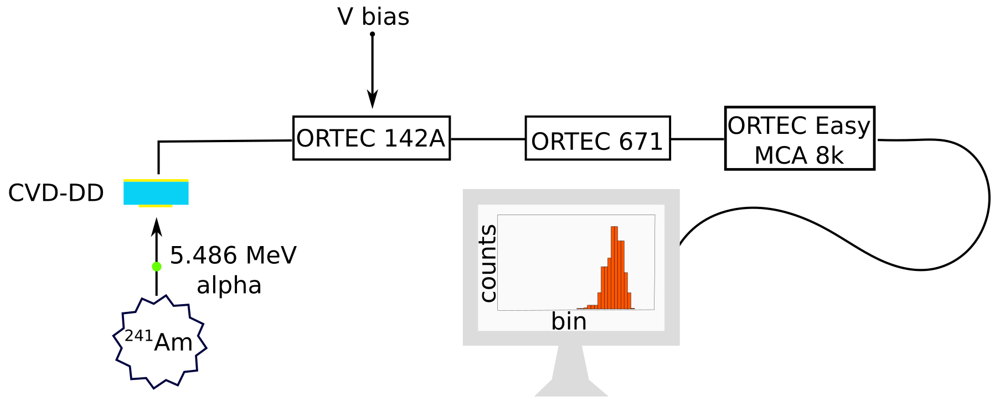 V bias
ORTEC 142A
ORTEC 671
ORTEC Easy
MCA 8k
CVD-DD
5.486 MeV
alpha
²⁴¹Am
counts
bin